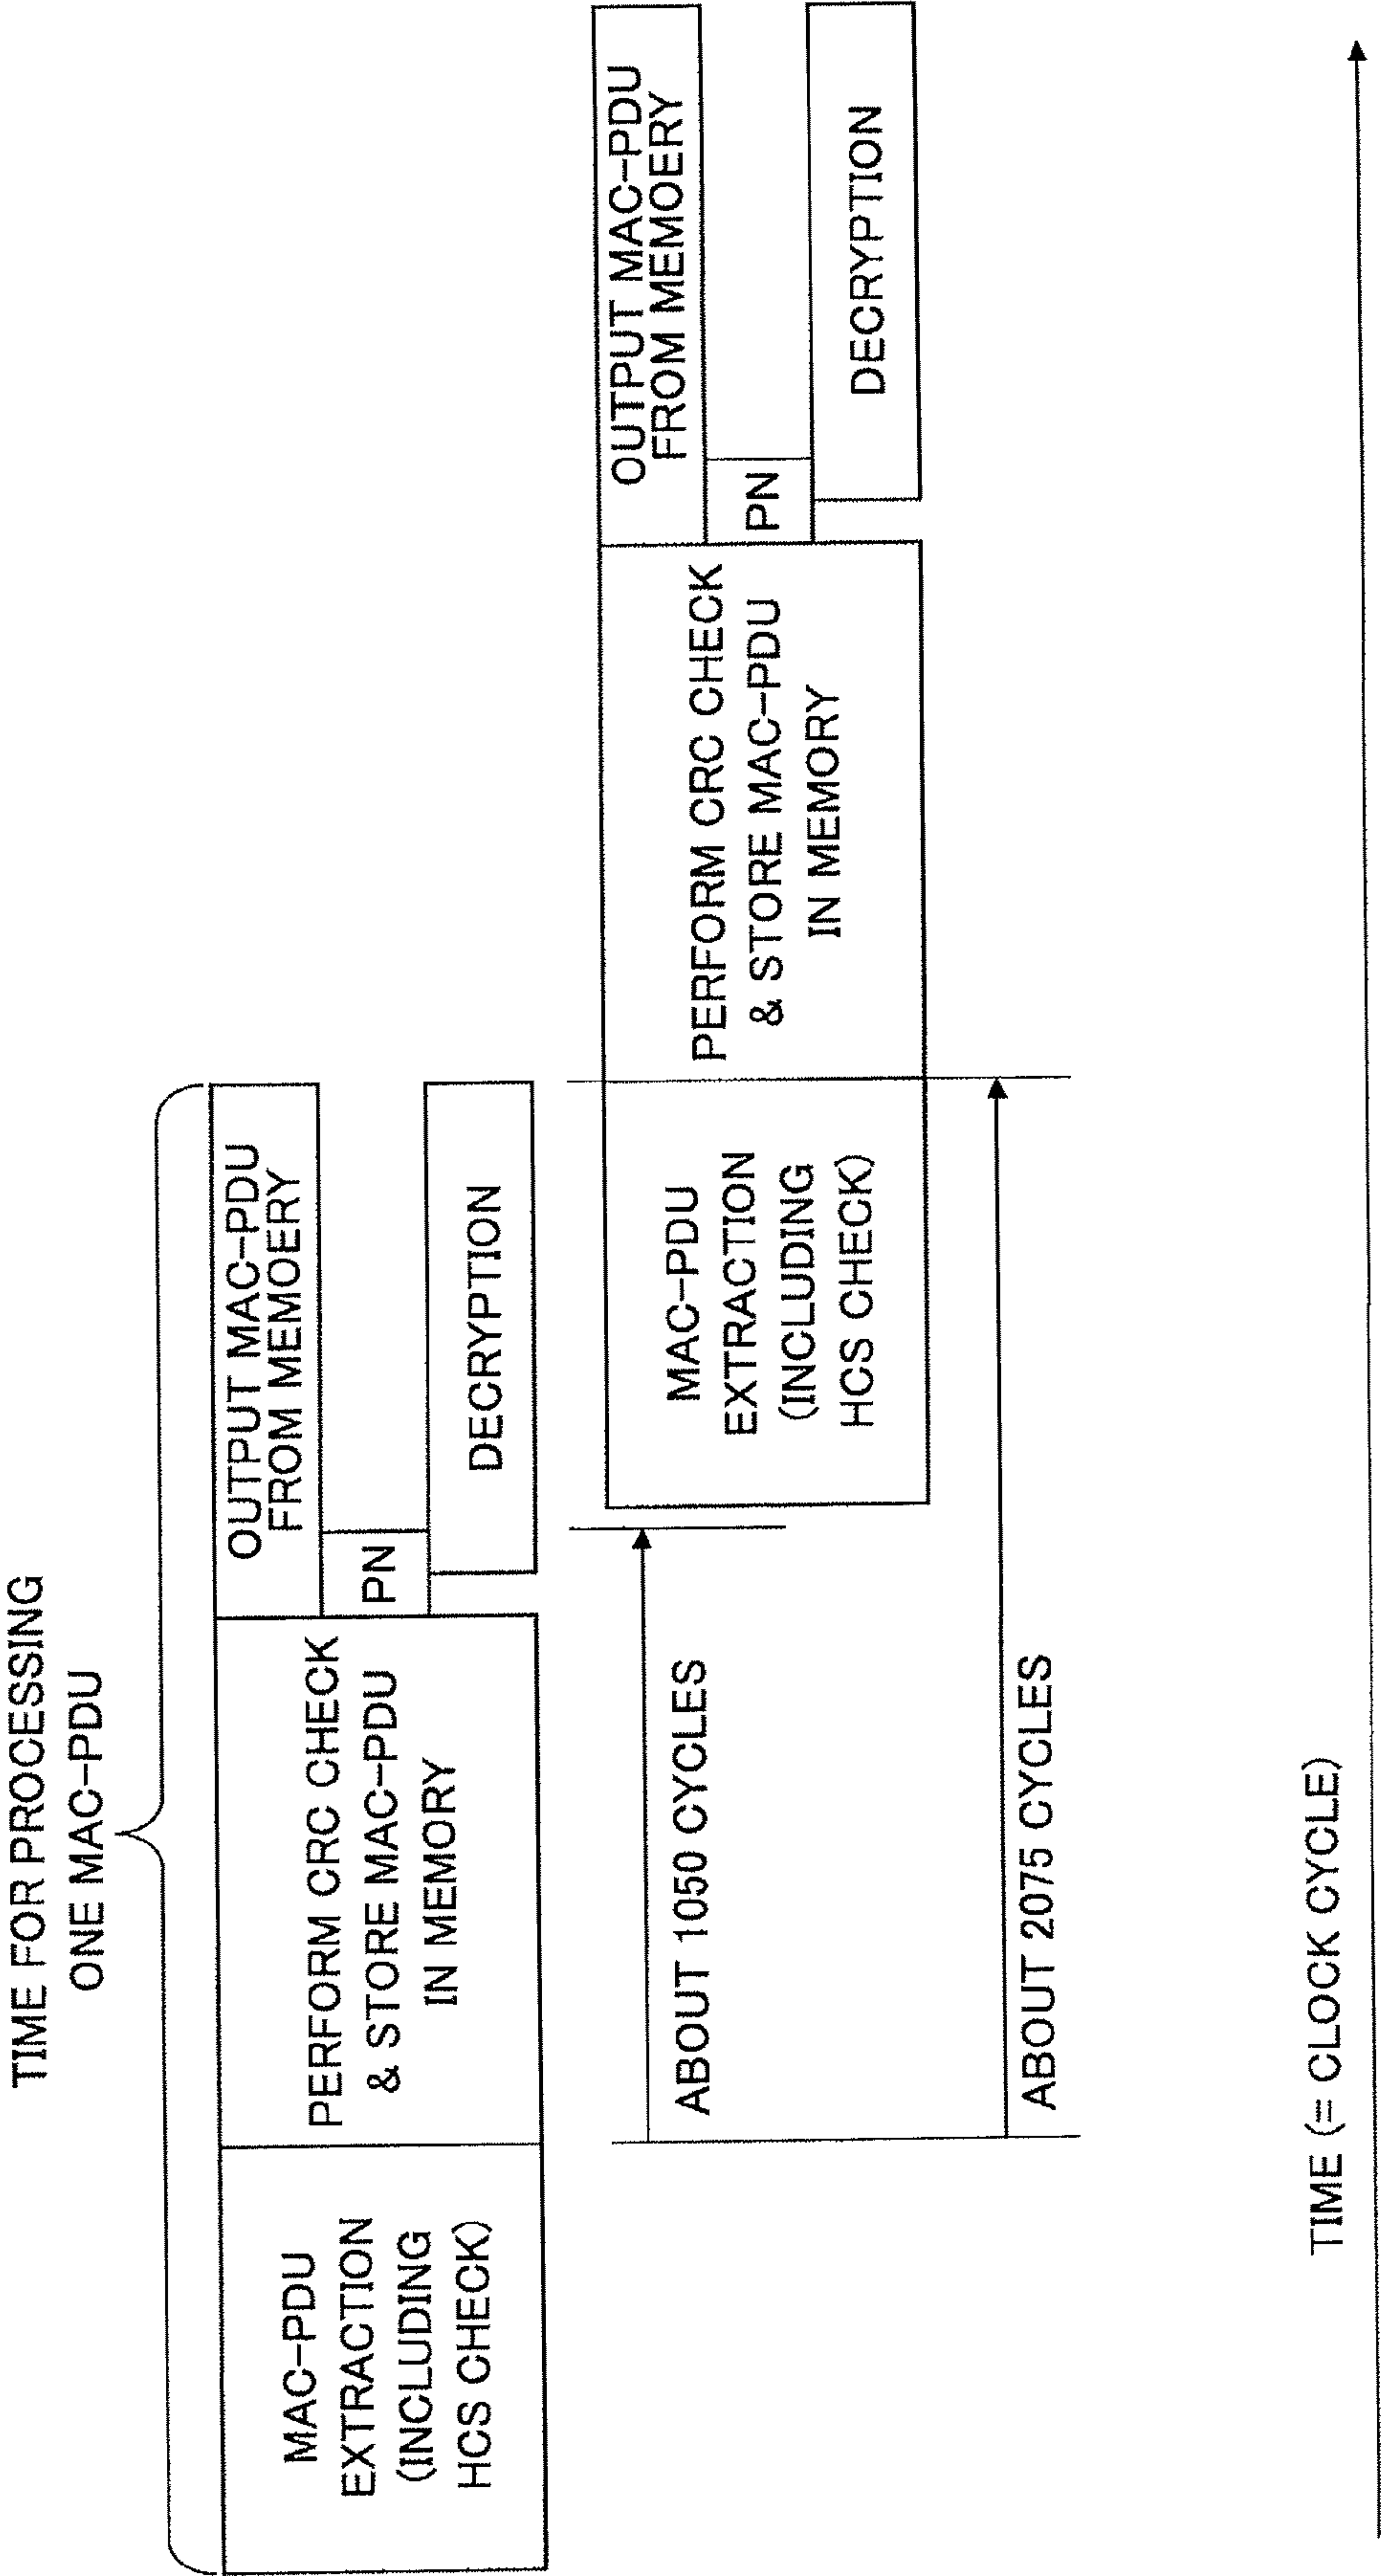 TIME FOR PROCESSING
ONE MAC-PDU
MAC-PDU
EXTRACTION
(INCLUDING
HCS CHECK)
PERFORM CRC CHECK
& STORE MAC-PDU
IN MEMORY
OUTPUT MAC-PDU
FROM MEMOERY
PN
DECRYPTION
MAC-PDU
EXTRACTION
(INCLUDING
HCS CHECK)
PERFORM CRC CHECK
& STORE MAC-PDU
IN MEMORY
OUTPUT MAC-PDU
FROM MEMOERY
PN
DECRYPTION
ABOUT 1050 CYCLES
ABOUT 2075 CYCLES
TIME (= CLOCK CYCLE)